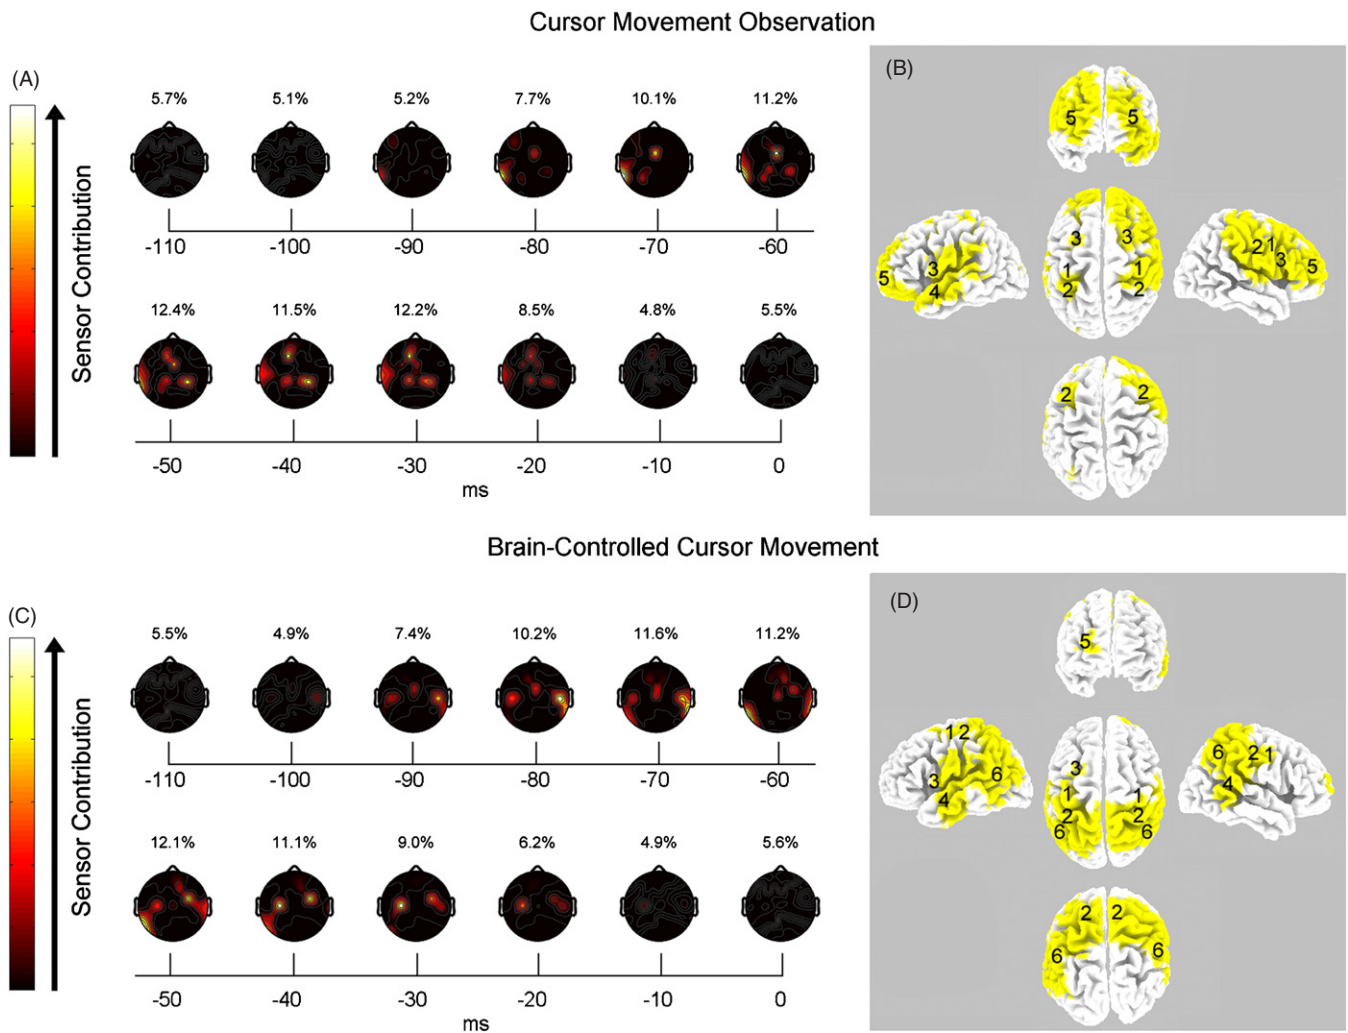 Cursor Movement Observation
(A)
Sensor Contribution
5.7% 5.1% 5.2% 7.7% 10.1% 11.2%
-110 -100 -90 -80 -70 -60
12.4% 11.5% 12.2% 8.5% 4.8% 5.5%
-50 -40 -30 -20 -10 0
ms
(B)
5 5
3 3
5 3 4
1 1
2 2
2 1 3 5
2 2
Brain-Controlled Cursor Movement
(C)
Sensor Contribution
5.5% 4.9% 7.4% 10.2% 11.6% 11.2%
-110 -100 -90 -80 -70 -60
12.1% 11.1% 9.0% 6.2% 4.9% 5.6%
-50 -40 -30 -20 -10 0
ms
(D)
5
1 2
3 6
4
3
1 1
2 2
6 6
6 2 1
4
2 2
6 6